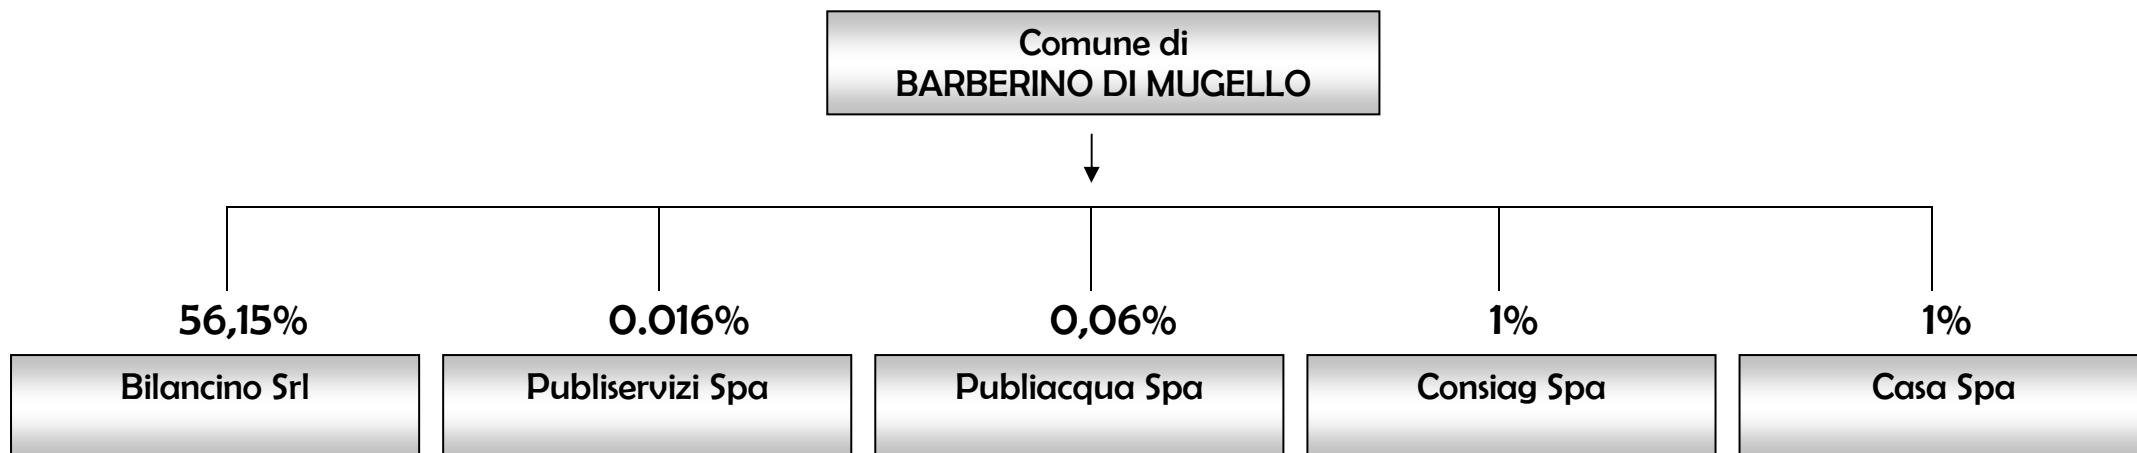 Comune di
BARBERINO DI MUGELLO
56,15%
0.016%
0,06%
1%
1%
Bilancino Srl
Publiservizi Spa
Publiacqua Spa
Consiag Spa
Casa Spa